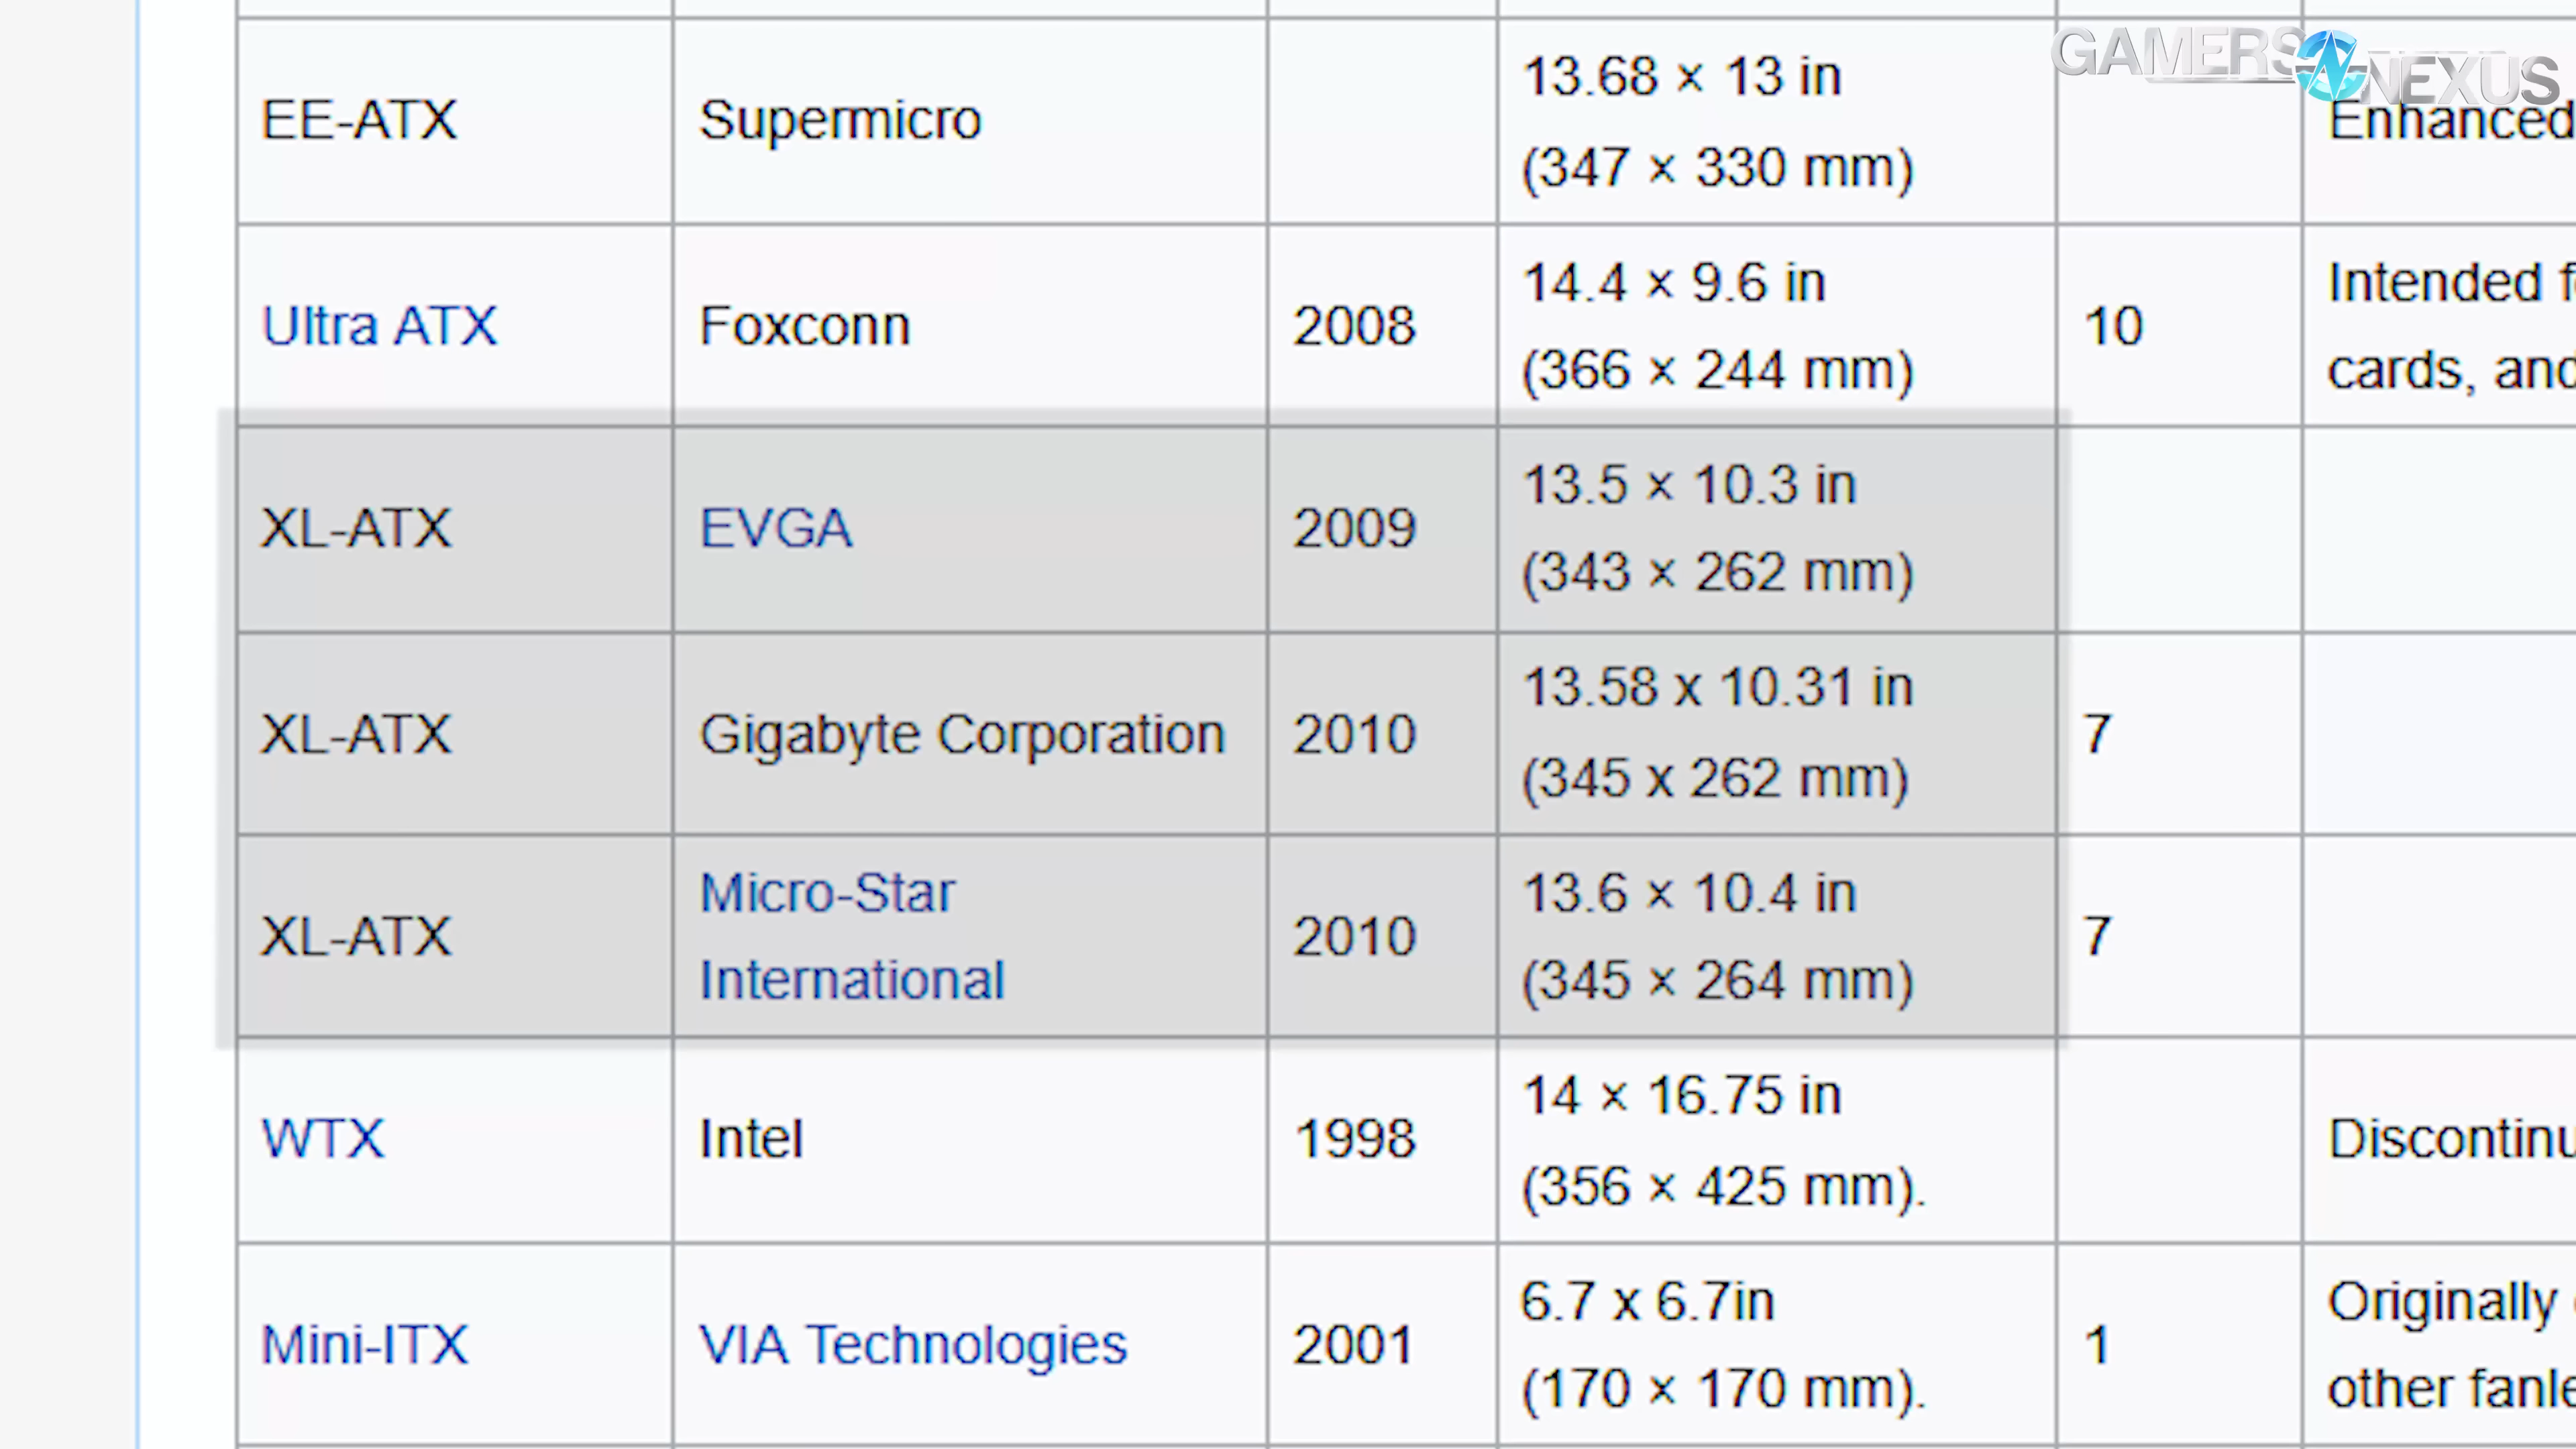 GAMERS NEXUS
EE-ATX
Supermicro
13.68 × 13 in
(347 × 330 mm)
Enhanced
Ultra ATX
Foxconn
2008
14.4 × 9.6 in
(366 × 244 mm)
10
Intended
cards, and
XL-ATX
EVGA
2009
13.5 × 10.3 in
(343 × 262 mm)
XL-ATX
Gigabyte Corporation
2010
13.58 x 10.31 in
(345 x 262 mm)
7
XL-ATX
Micro-Star
International
2010
13.6 × 10.4 in
(345 × 264 mm)
7
WTX
Intel
1998
14 × 16.75 in
(356 × 425 mm).
Mini-ITX
VIA Technologies
2001
6.7 x 6.7in
(170 × 170 mm).
1
Originally
other